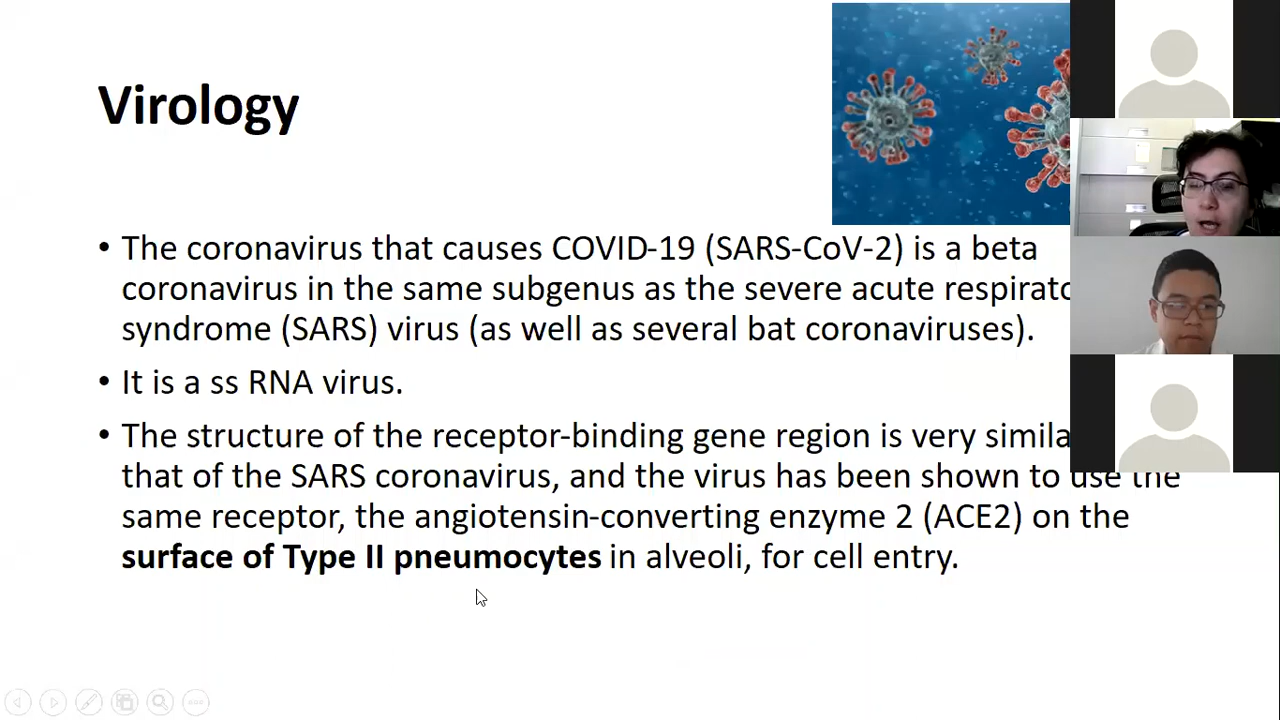 Virology
• The coronavirus that causes COVID-19 (SARS-CoV-2) is a beta
coronavirus in the same subgenus as the severe acute
syndrome (SARS) virus (as well as several bat coronaviruses).
• It is a ss RNA virus.
• The structure of the receptor-binding gene region is very
that of the SARS coronavirus, and the virus has been shown to use the
same receptor, the angiotensin-converting enzyme 2 (ACE2) on the
surface of Type II pneumocytes in alveoli, for cell entry.